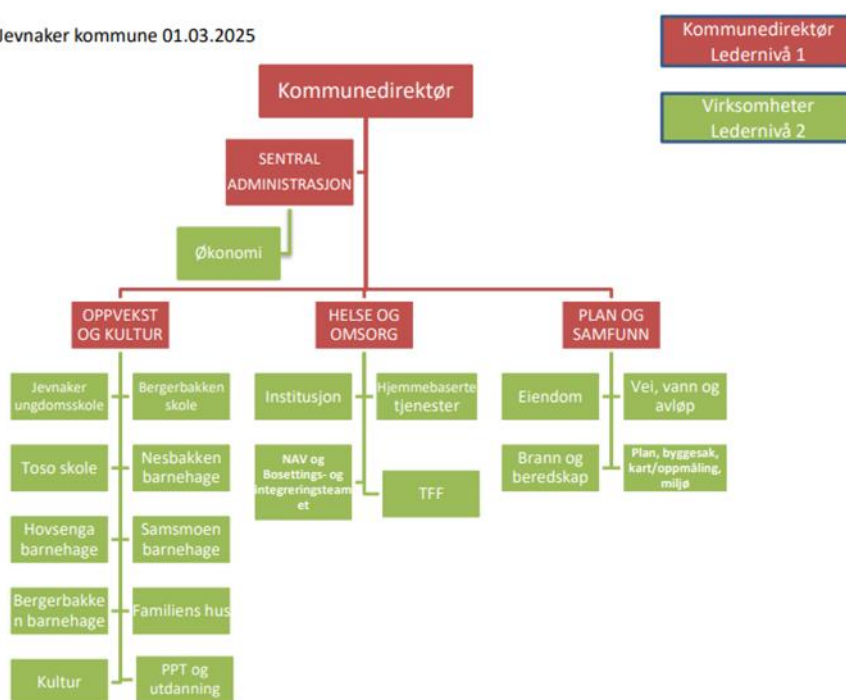 Jevnaker kommune 01.03.2025
Kommunedirektør
Ledernivå 1
Virksomheter
Ledernivå 2
Kommunedirektør
SENTRAL
ADMINISTRASJON
Økonomi
OPPVEKST
OG KULTUR
HELSE OG
OMSORG
PLAN OG
SAMFUNN
Jevnaker
ungdomsskole
Bergerbakken
skole
Toso skole
Nesbakken
barnehage
Hovsenga
barnehage
Samsmoen
barnehage
Bergerbakke
n barnehage
Familiens hus
Kultur
PPT og
utdanning
Institusjon
Hjemmebaserte
tjenester
NAV og
Bosettings- og
integreringsteam
et
TFF
Eiendom
Vei, vann og
avløp
Brann og
beredskap
Plan, byggesak,
kart/oppmåling,
miljø